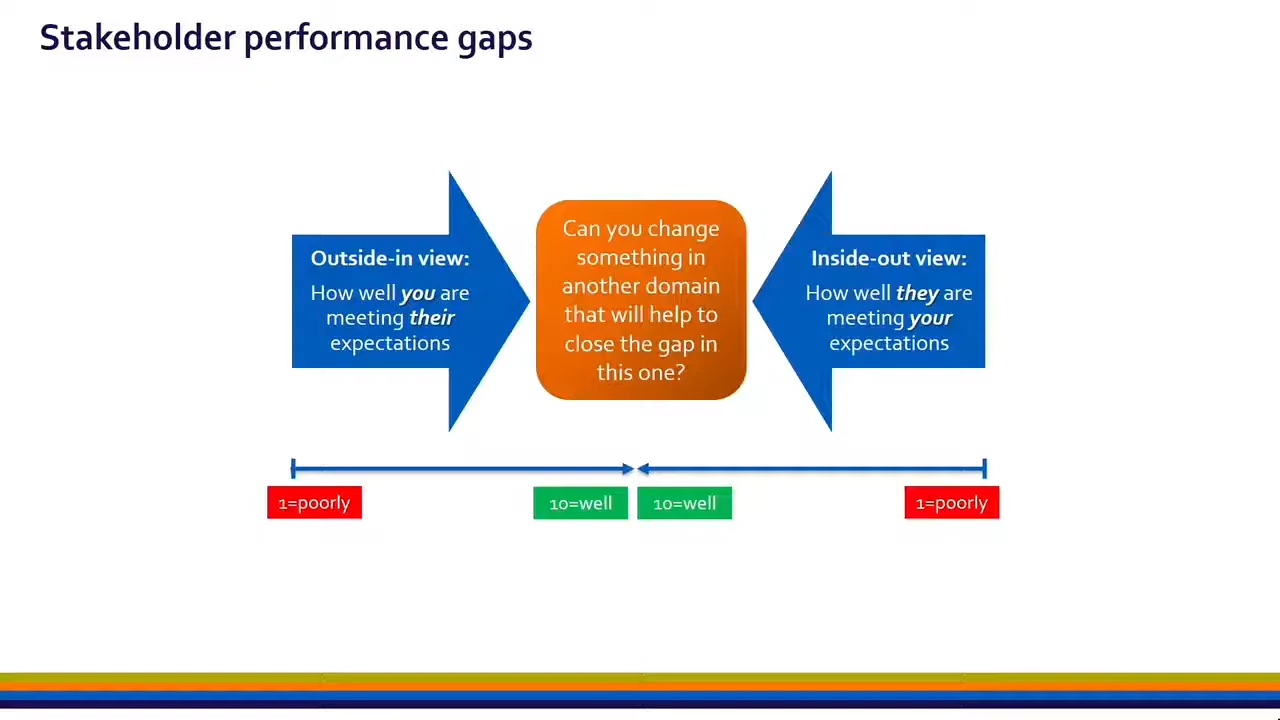 Stakeholder performance gaps
Outside-in view:
How well you are
meeting their
expectations
Can you change
something in
another domain
that will help to
close the gap in
this one?
Inside-out view:
How well they are
meeting your
expectations
1=poorly
10=well
10=well
1=poorly